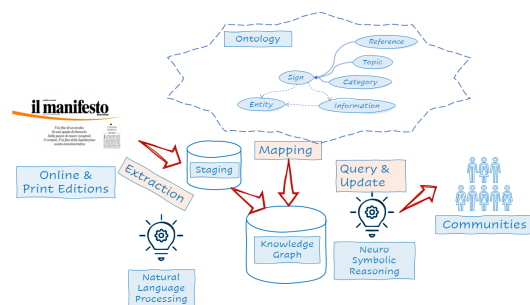 Ontology
Reference
Topic
Sign
Category
Entity
Information
il manifesto
Online &
Print Editions
Extraction
Staging
Mapping
Query &
Update
Knowledge
Graph
Natural
Language
Processing
Neuro
Symbolic
Reasoning
Communities